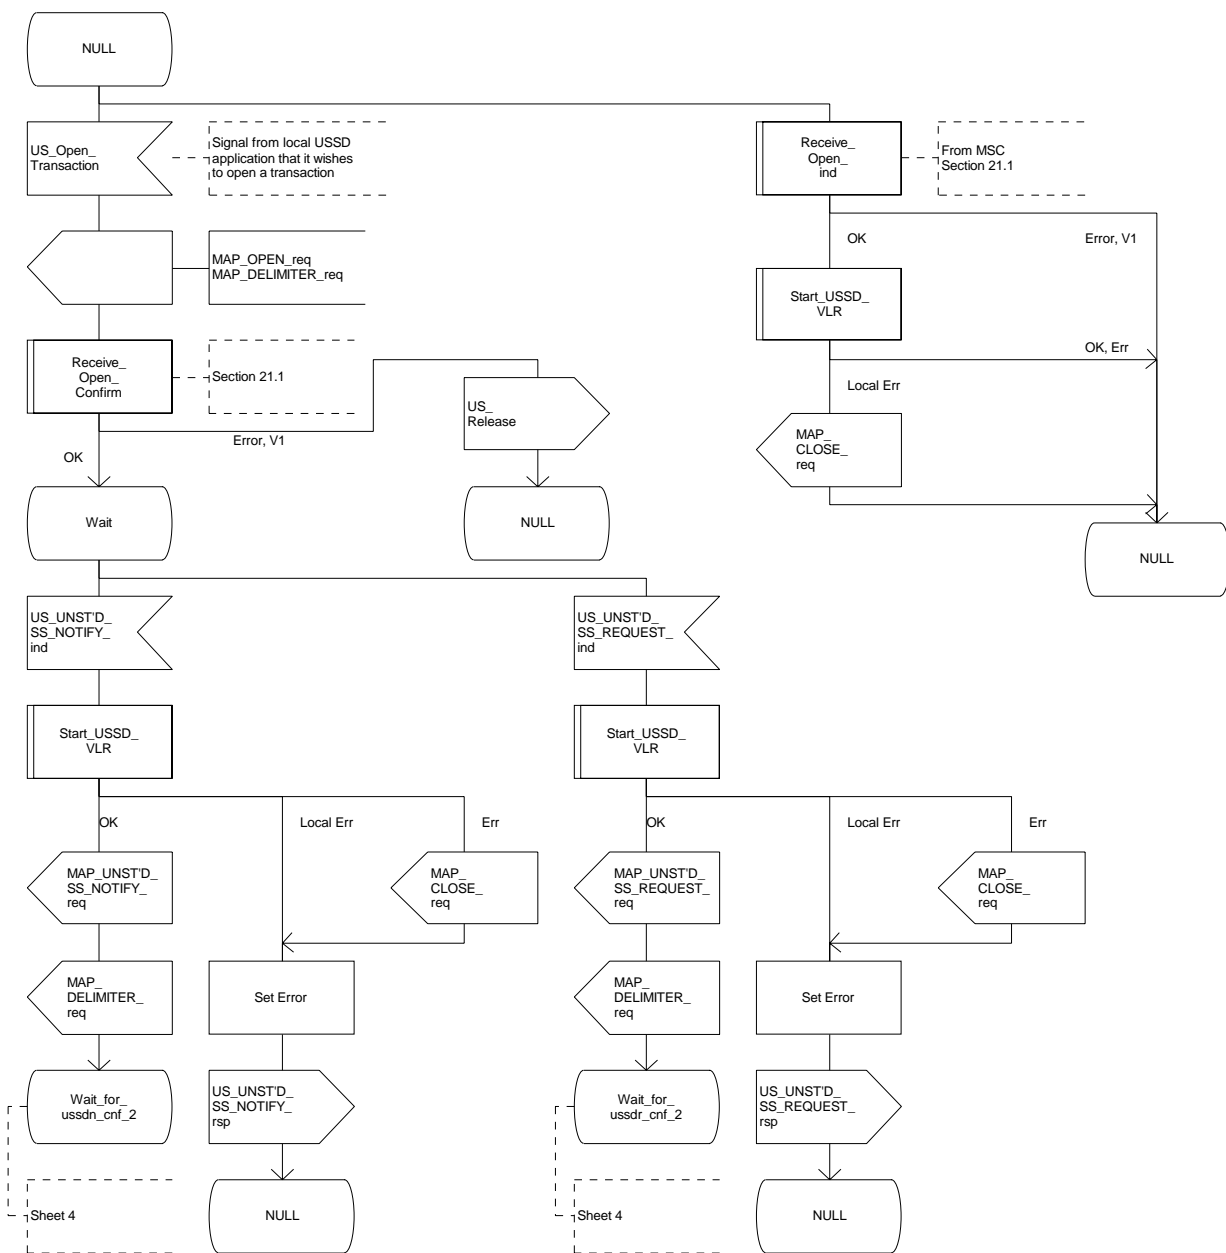 NULL
US_Open_
Transaction
Signal from local USSD
application that it wishes
to open a transaction
Receive_
Open_
ind
From MSC
Section 21.1
MAP_OPEN_req
MAP_DELIMITER_req
OK
Error, V1
Start_USSD_
VLR
Receive_
Open_
Confirm
Section 21.1
OK, Err
Local Err
US_
Release
Error, V1
OK
MAP_
CLOSE_
req
Wait
NULL
NULL
US_UNST'D_
SS_NOTIFY_
ind
US_UNST'D_
SS_REQUEST_
ind
Start_USSD_
VLR
Start_USSD_
VLR
OK
Local Err
Err
OK
Local Err
Err
MAP_UNST'D_
SS_NOTIFY_
req
MAP_
CLOSE_
req
MAP_UNST'D_
SS_REQUEST_
req
MAP_
CLOSE_
req
MAP_
DELIMITER_
req
Set Error
MAP_
DELIMITER_
req
Set Error
Wait_for_
ussdn_cnf_2
US_UNST'D_
SS_NOTIFY_
rsp
Wait_for_
ussdr_cnf_2
US_UNST'D_
SS_REQUEST_
rsp
Sheet 4
NULL
Sheet 4
NULL